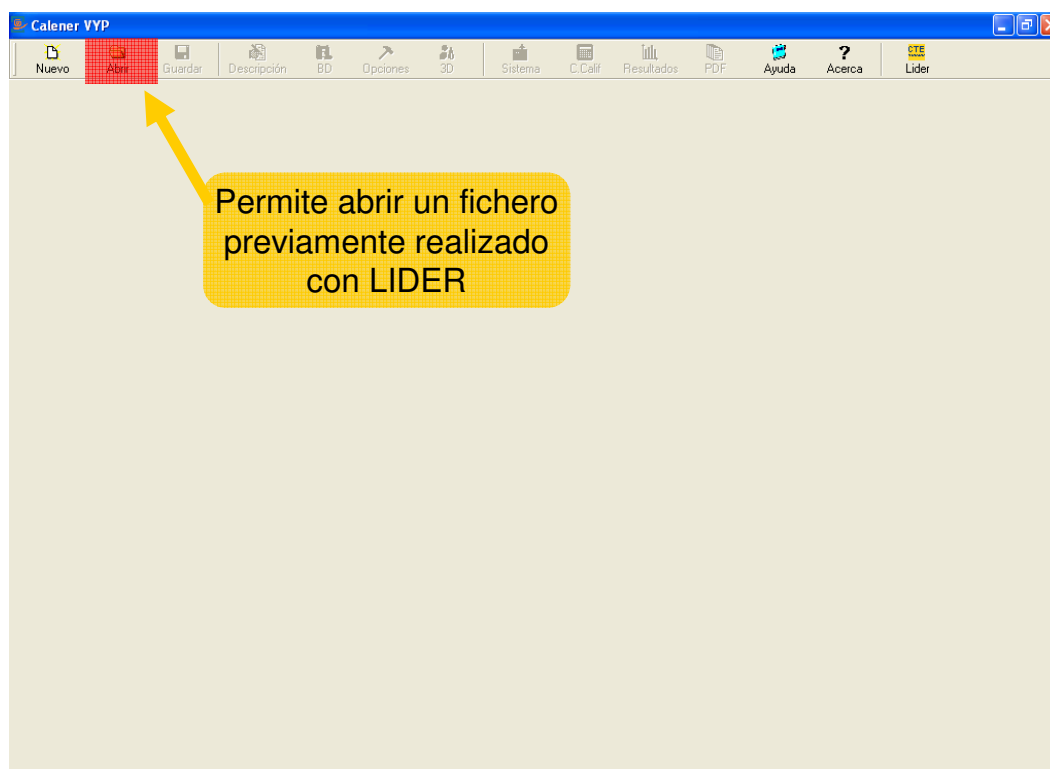 Calener VYP
Nuevo Abrir Guardar Descripción BD Opciones 3D Sistema C.Calif Resultados PDF Ayuda Acerca Lider
CTE
Permite abrir un fichero
previamente realizado
con LIDER